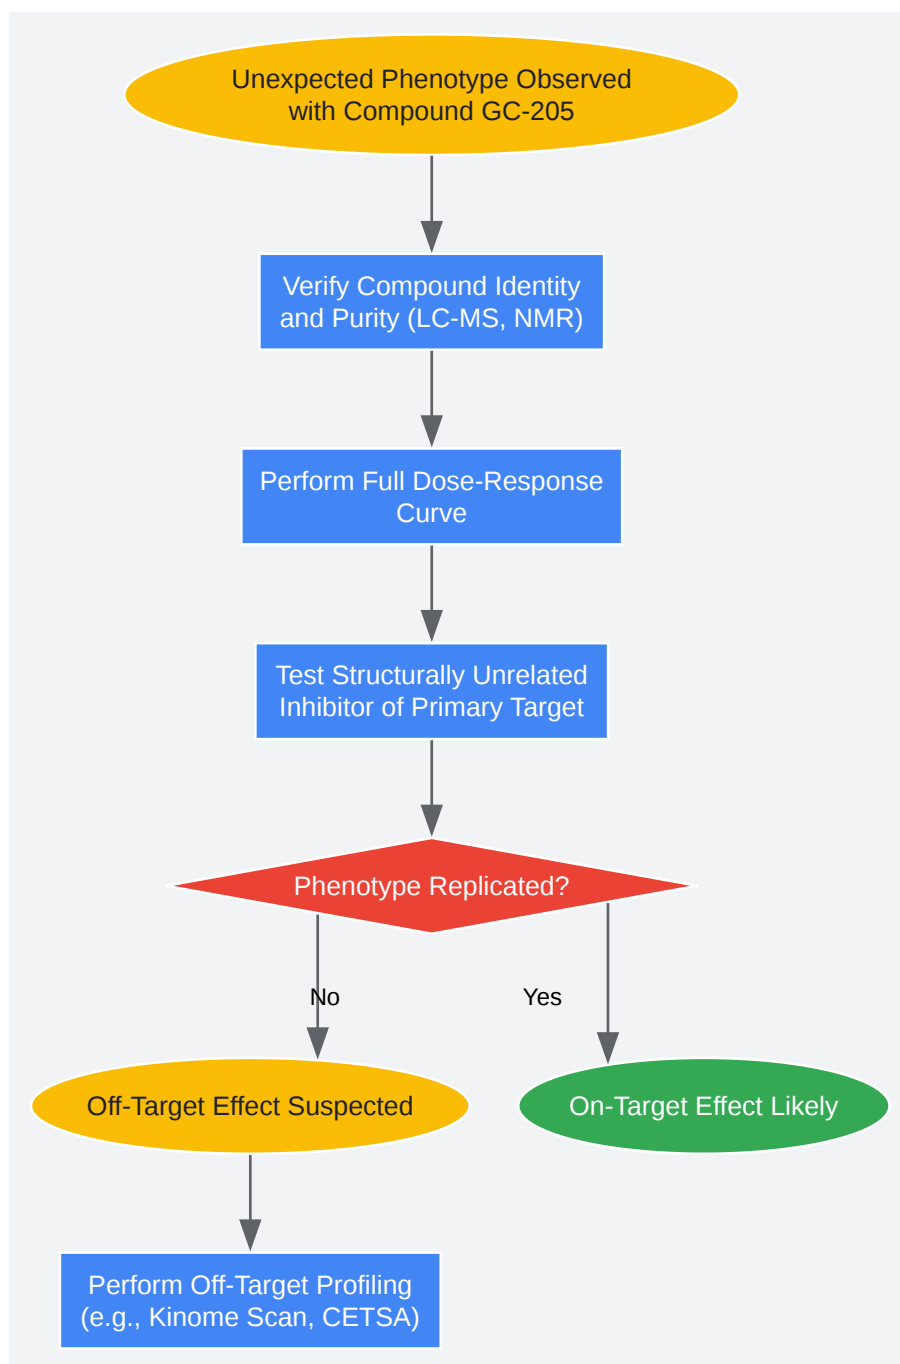 Unexpected Phenotype Observed
with Compound GC-205
Verify Compound Identity
and Purity (LC-MS, NMR)
Perform Full Dose-Response
Curve
Test Structurally Unrelated
Inhibitor of Primary Target
Phenotype Replicated?
No
Yes
Off-Target Effect Suspected
On-Target Effect Likely
Perform Off-Target Profiling
(e.g., Kinome Scan, CETSA)